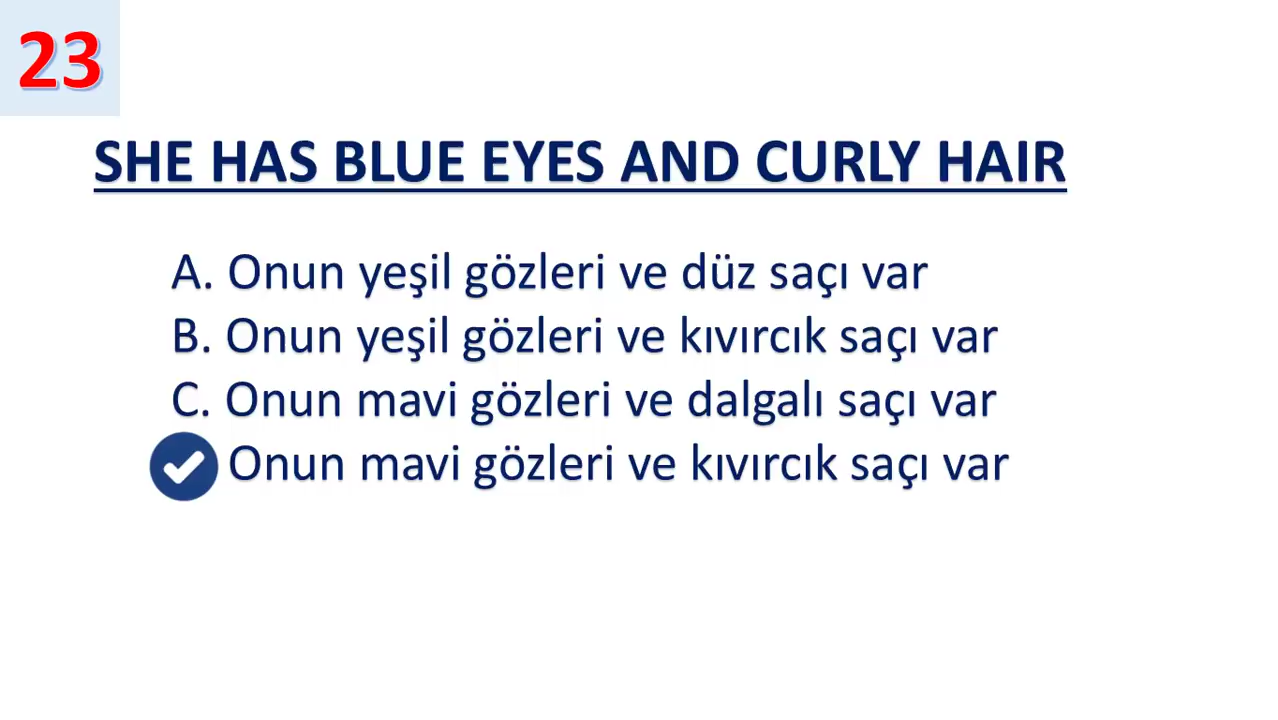 23
SHE HAS BLUE EYES AND CURLY HAIR
A. Onun yeşil gözleri ve düz saçı var
B. Onun yeşil gözleri ve kıvırcık saçı var
C. Onun mavi gözleri ve dalgalı saçı var
Onun mavi gözleri ve kıvırcık saçı var